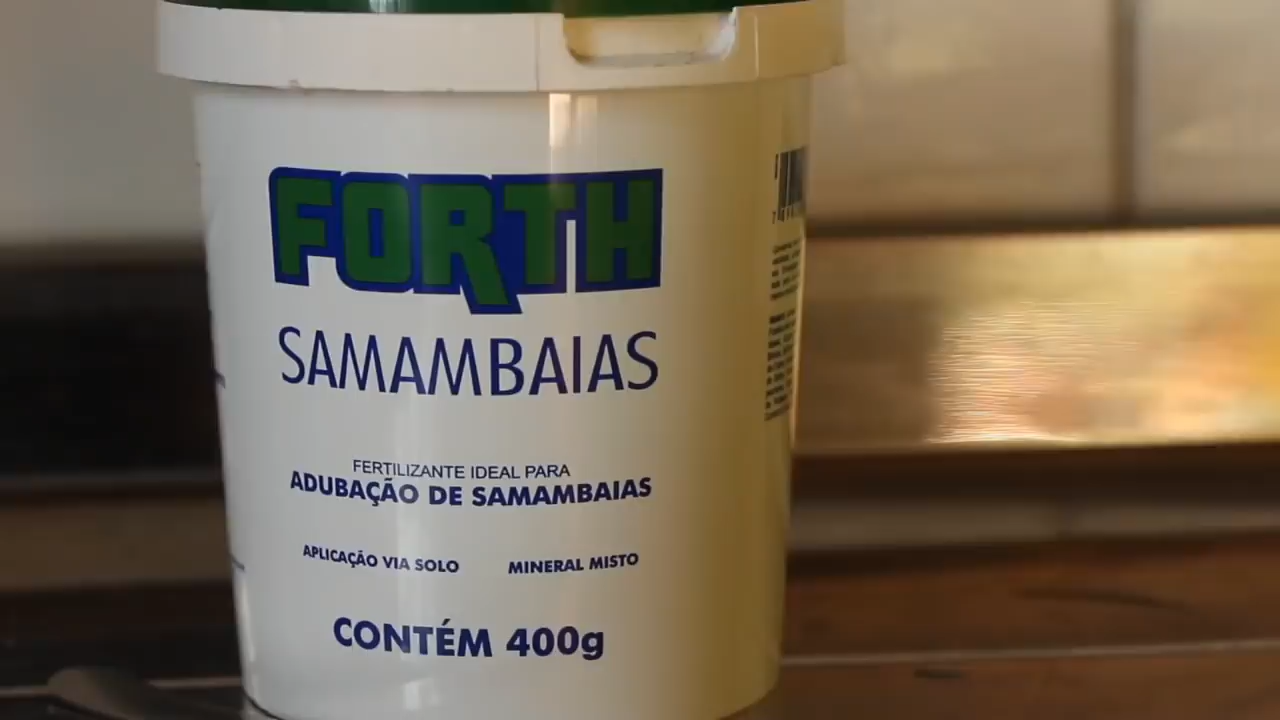 FORTH
SAMAMBAIAS
FERTILIZANTE IDEAL PARA
ADUBAÇÃO DE SAMAMBAIAS
APLICAÇÃO VIA SOLO MINERAL MISTO
CONTÉM 400g